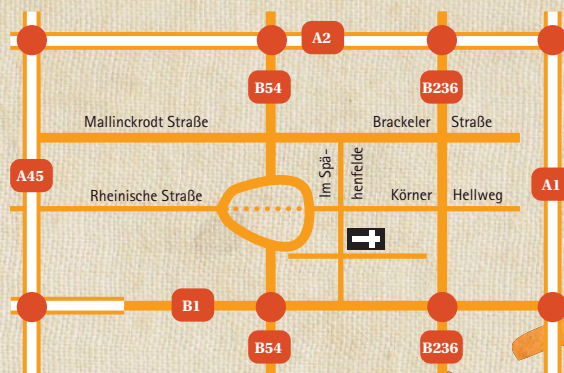 A2
B54
B236
Mallinckrodt Straße
Brackeler Straße
Im Spä-
henfelde
A45
A1
Rheinische Straße
Körner Hellweg
B1
B54
B236